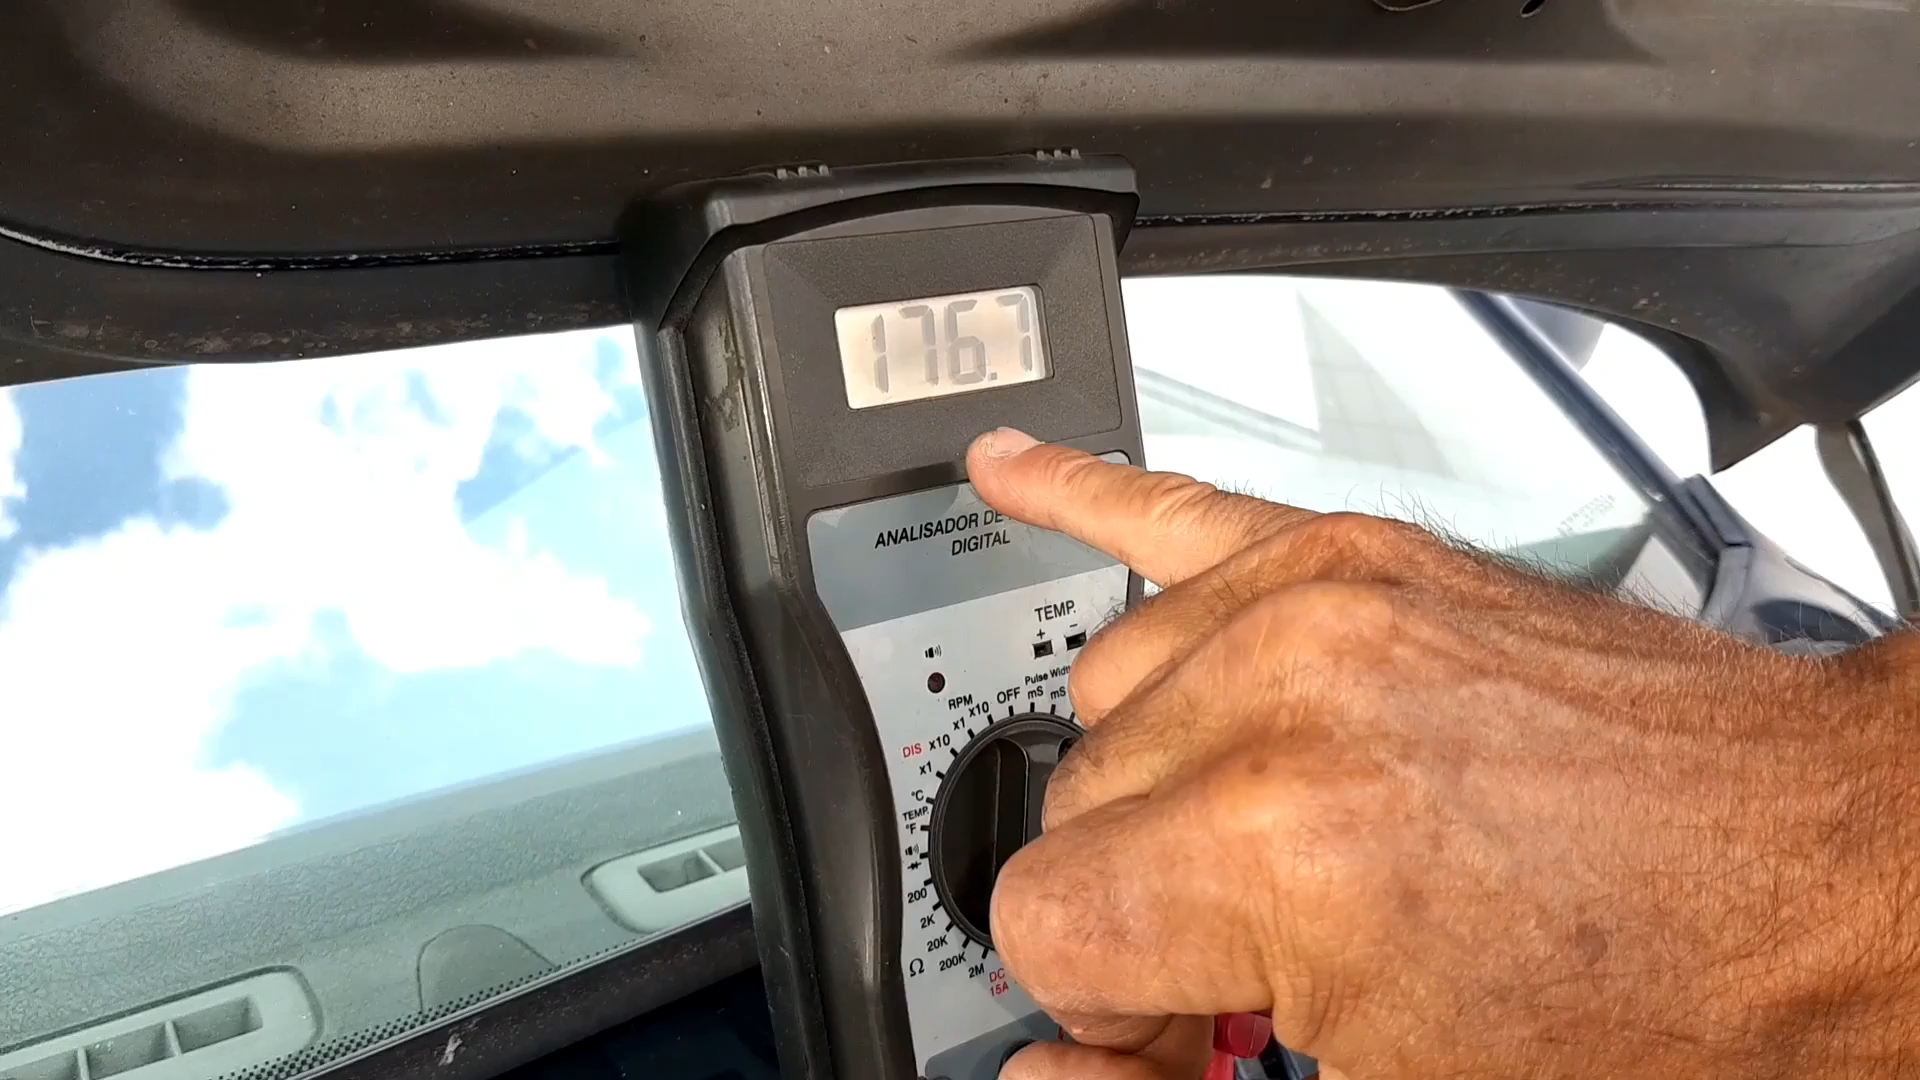 176.7
ANALISADOR DE
DIGITAL
TEMP.
+ −
Pulse Width
RPM
OFF mS mS
x1 x10
DIS x10
x1
°C
TEMP.
°F
200
2K
20K
Ω 200K
2M
DC
15A